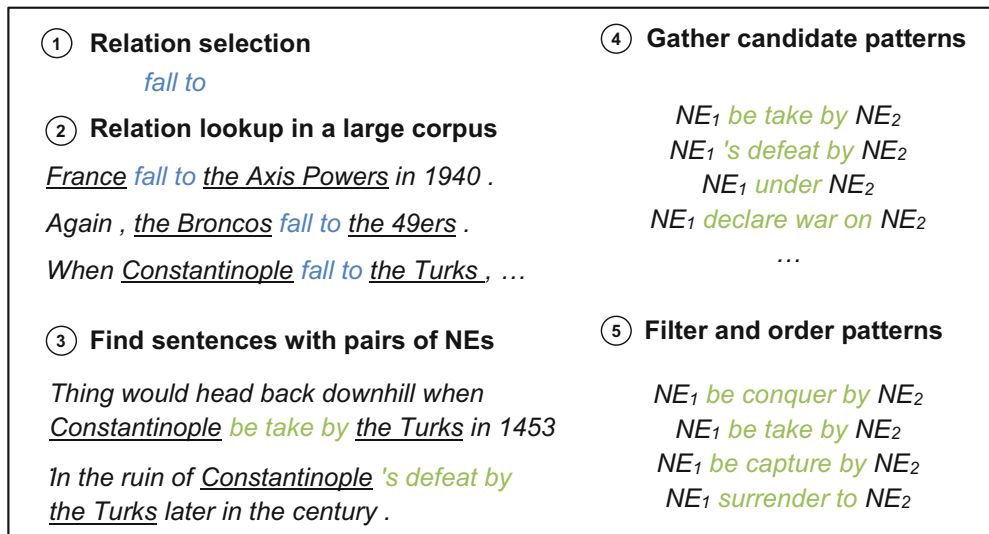 1 Relation selection
fall to
2 Relation lookup in a large corpus
France fall to the Axis Powers in 1940 .
Again , the Broncos fall to the 49ers .
When Constantinople fall to the Turks , …
3 Find sentences with pairs of NEs
Thing would head back downhill when
Constantinople be take by the Turks in 1453
In the ruin of Constantinople 's defeat by
the Turks later in the century .
4 Gather candidate patterns
NE1 be take by NE2
NE1 's defeat by NE2
NE1 under NE2
NE1 declare war on NE2
…
5 Filter and order patterns
NE1 be conquer by NE2
NE1 be take by NE2
NE1 be capture by NE2
NE1 surrender to NE2